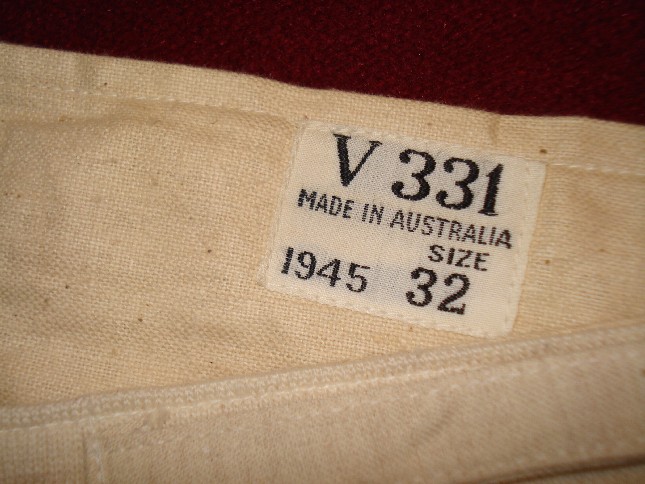 V 331
MADE IN AUSTRALIA
SIZE
1945 32